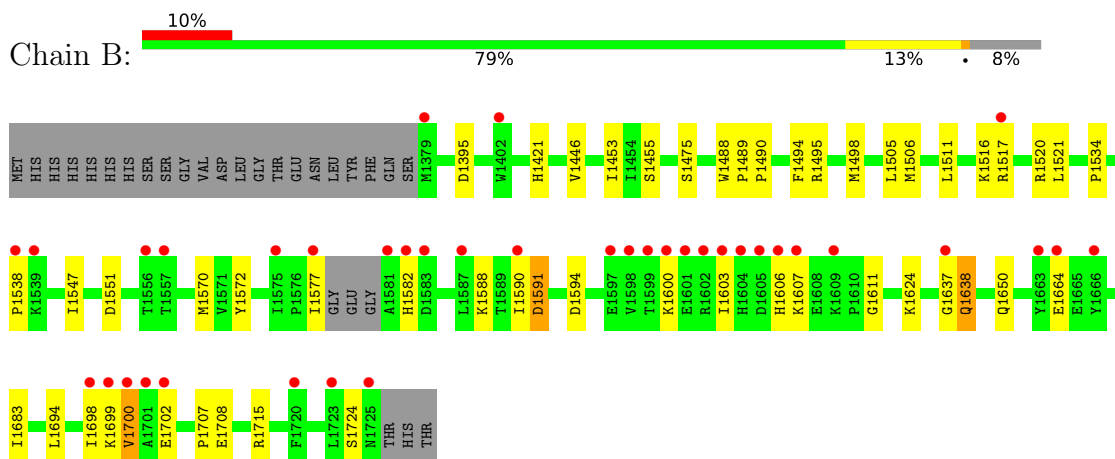 10%
Chain B:
79% 13% • 8%
MET HIS HIS HIS HIS HIS HIS SER SER GLY VAL ASP LEU GLY THR GLU ASN LEU TYR PHE GLN SER M1379 D1395 W1402 H1421 V1446 I1453 I1454 S1455 S1475 W1488 P1489 P1490 F1494 R1495 M1498 L1505 M1506 L1511 K1516 R1517 R1520 L1521 P1534
P1538 K1539 I1547 D1551 T1556 T1557 M1570 V1571 Y1572 I1575 P1576 I1577 GLY GLU GLY A1581 H1582 D1583 L1587 K1588 T1589 I1590 D1591 D1594 E1597 V1598 T1599 K1600 E1601 R1602 I1603 H1604 D1605 H1606 K1607 E1608 K1609 P1610 G1611 K1624 G1637 Q1638 Q1650 Y1663 E1664 E1665 Y1666
I1683 L1694 I1698 K1699 V1700 A1701 E1702 P1707 E1708 R1715 F1720 L1723 S1724 N1725 THR HIS THR